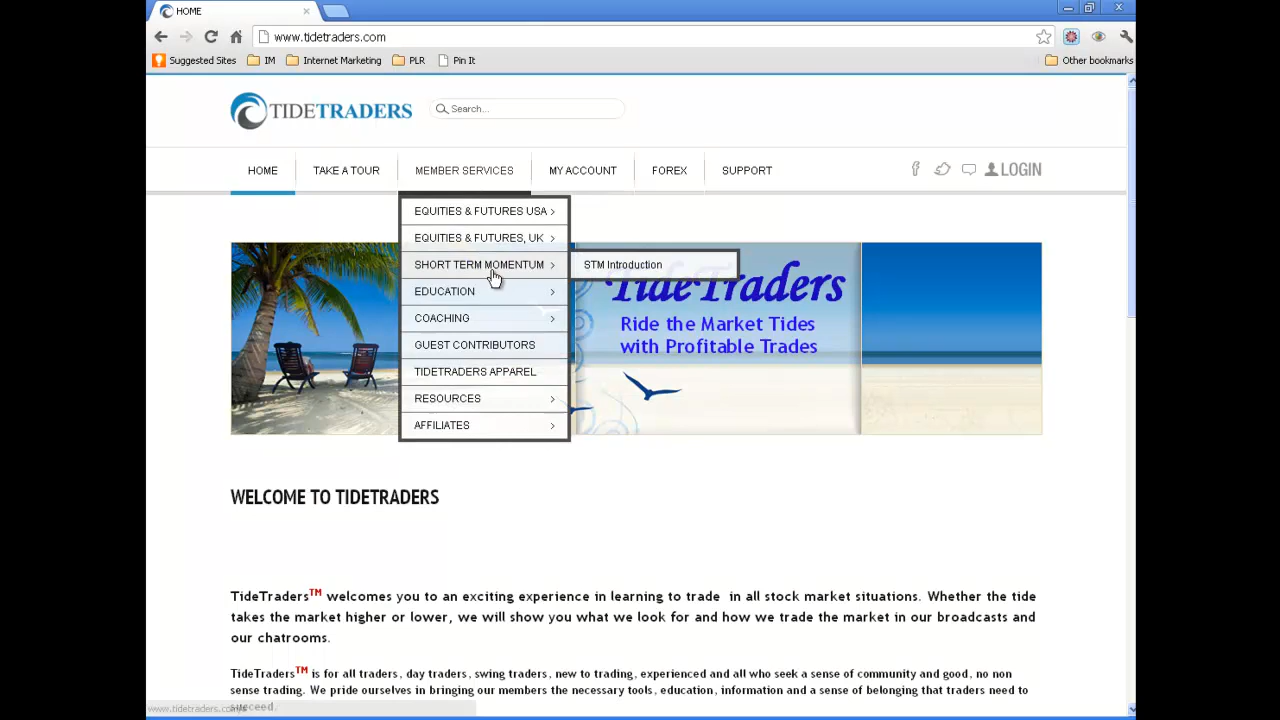 HOME
www.tidetraders.com
Suggested Sites IM Internet Marketing PLR Pin It Other bookmarks
TIDETRADERS Search...
HOME TAKE A TOUR MEMBER SERVICES MY ACCOUNT FOREX SUPPORT LOGIN
EQUITIES & FUTURES USA
EQUITIES & FUTURES, UK
SHORT TERM MOMENTUM STM Introduction
EDUCATION
COACHING
GUEST CONTRIBUTORS
TIDETRADERS APPAREL
RESOURCES
AFFILIATES
TideTraders
Ride the Market Tides
with Profitable Trades
WELCOME TO TIDETRADERS
TideTraders™ welcomes you to an exciting experience in learning to trade in all stock market situations. Whether the tide
takes the market higher or lower, we will show you what we look for and how we trade the market in our broadcasts and
our chatrooms.
TideTraders™ is for all traders, day traders, swing traders, new to trading, experienced and all who seek a sense of community and good, no non
sense trading. We pride ourselves in bringing our members the necessary tools, education, information and a sense of belonging that traders need to
succeed.